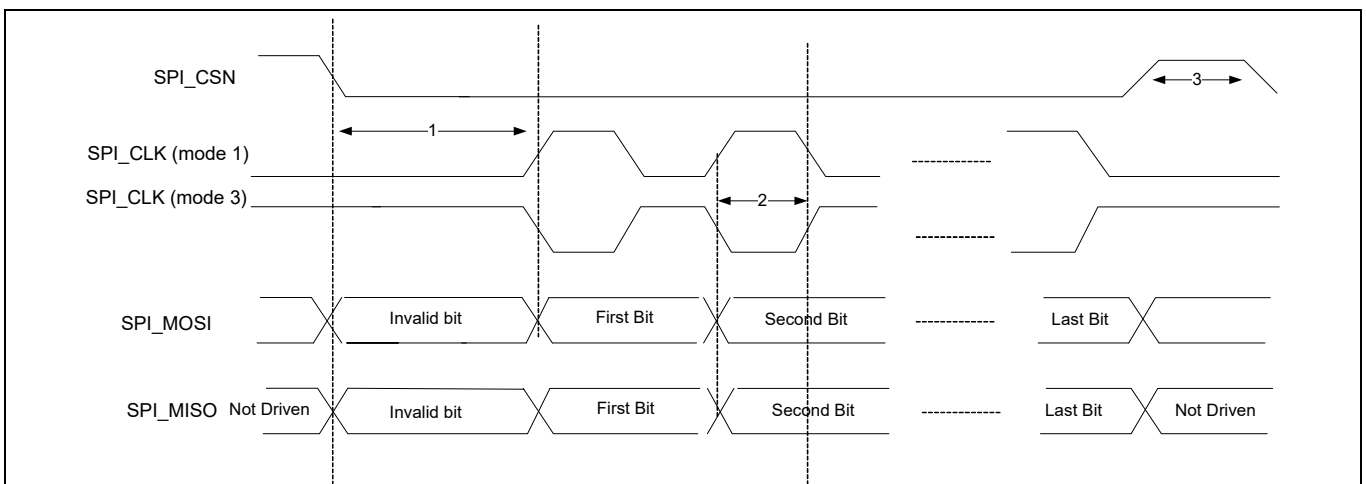 SPI_CSN
3
1
SPI_CLK (mode 1)
SPI_CLK (mode 3)
2
SPI_MOSI Invalid bit First Bit Second Bit Last Bit
SPI_MISO Not Driven Invalid bit First Bit Second Bit Last Bit Not Driven